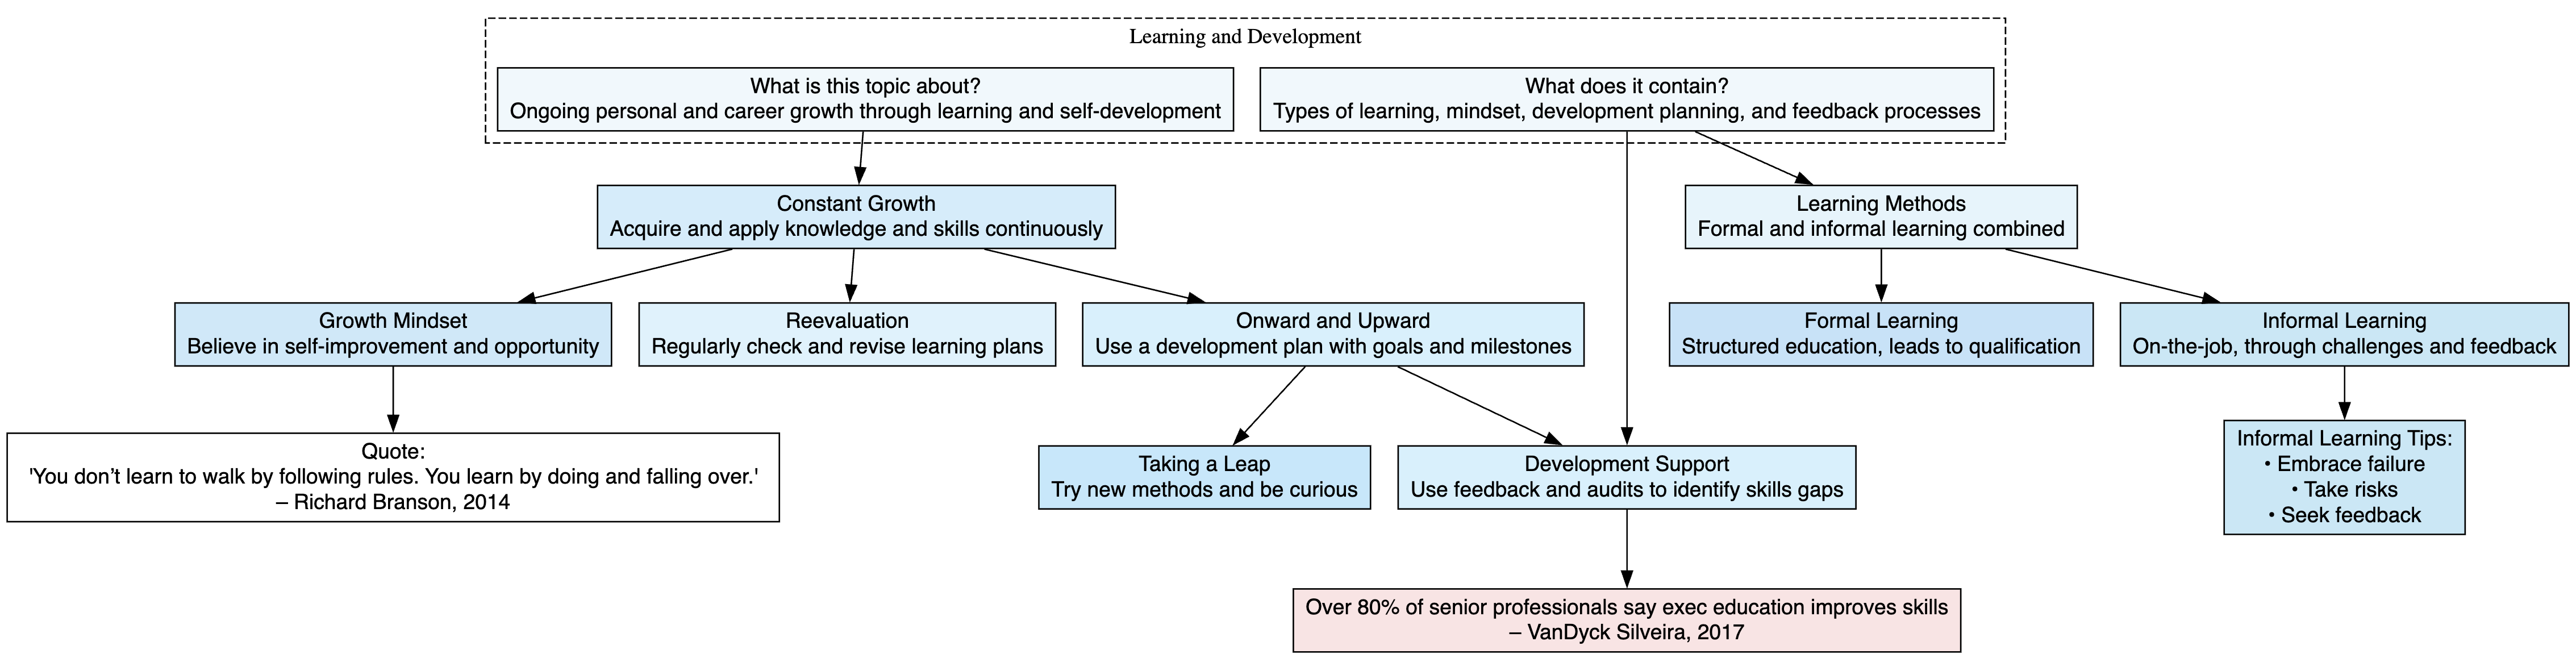 Learning and Development
What is this topic about?
Ongoing personal and career growth through learning and self-development
What does it contain?
Types of learning, mindset, development planning, and feedback processes
Constant Growth
Acquire and apply knowledge and skills continuously
Learning Methods
Formal and informal learning combined
Growth Mindset
Believe in self-improvement and opportunity
Reevaluation
Regularly check and revise learning plans
Onward and Upward
Use a development plan with goals and milestones
Formal Learning
Structured education, leads to qualification
Informal Learning
On-the-job, through challenges and feedback
Quote:
'You don’t learn to walk by following rules. You learn by doing and falling over.'
– Richard Branson, 2014
Taking a Leap
Try new methods and be curious
Development Support
Use feedback and audits to identify skills gaps
Informal Learning Tips:
• Embrace failure
• Take risks
• Seek feedback
Over 80% of senior professionals say exec education improves skills
– VanDyck Silveira, 2017